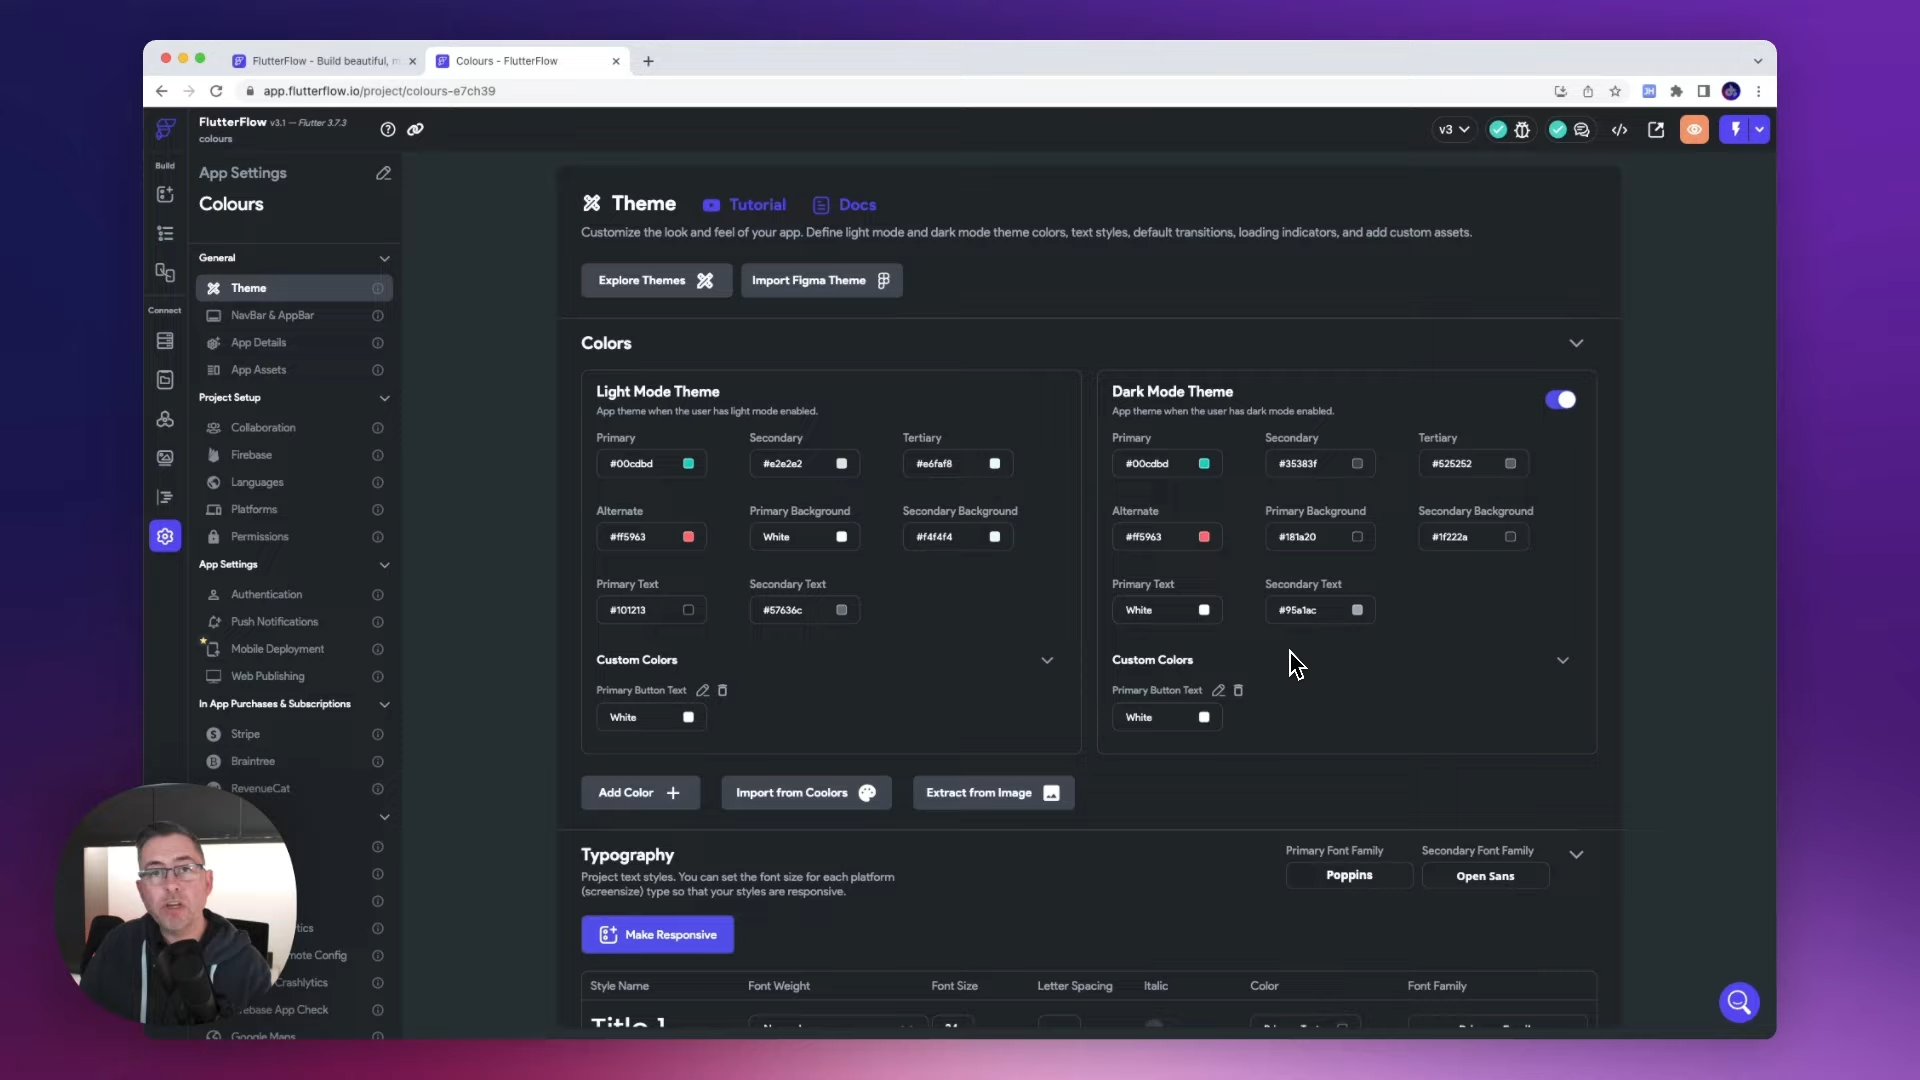 FlutterFlow - Build beautiful, m
Colours - FlutterFlow
app.flutterflow.io/project/colours-e7ch39
FlutterFlow v3.1 — Flutter 3.7.3
colours
v3
Build
Connect
App Settings
Colours
General
Theme
NavBar & AppBar
App Details
App Assets
Project Setup
Collaboration
Firebase
Languages
Platforms
Permissions
App Settings
Authentication
Push Notifications
Mobile Deployment
Web Publishing
In App Purchases & Subscriptions
Stripe
Braintree
RevenueCat
tics
mote Config
Crashlytics
ebase App Check
Google Maps
Theme
Tutorial
Docs
Customize the look and feel of your app. Define light mode and dark mode theme colors, text styles, default transitions, loading indicators, and add custom assets.
Explore Themes
Import Figma Theme
Colors
Light Mode Theme
App theme when the user has light mode enabled.
Primary Secondary Tertiary
#00cdbd #e2e2e2 #e6faf8
Alternate Primary Background Secondary Background
#ff5963 White #f4f4f4
Primary Text Secondary Text
#101213 #57636c
Custom Colors
Primary Button Text
White
Dark Mode Theme
App theme when the user has dark mode enabled.
Primary Secondary Tertiary
#00cdbd #35383f #525252
Alternate Primary Background Secondary Background
#ff5963 #181a20 #1f222a
Primary Text Secondary Text
White #95a1ac
Custom Colors
Primary Button Text
White
Add Color
Import from Coolors
Extract from Image
Typography
Project text styles. You can set the font size for each platform
(screensize) type so that your styles are responsive.
Primary Font Family Secondary Font Family
Poppins Open Sans
Make Responsive
Style Name Font Weight Font Size Letter Spacing Italic Color Font Family
Title 1